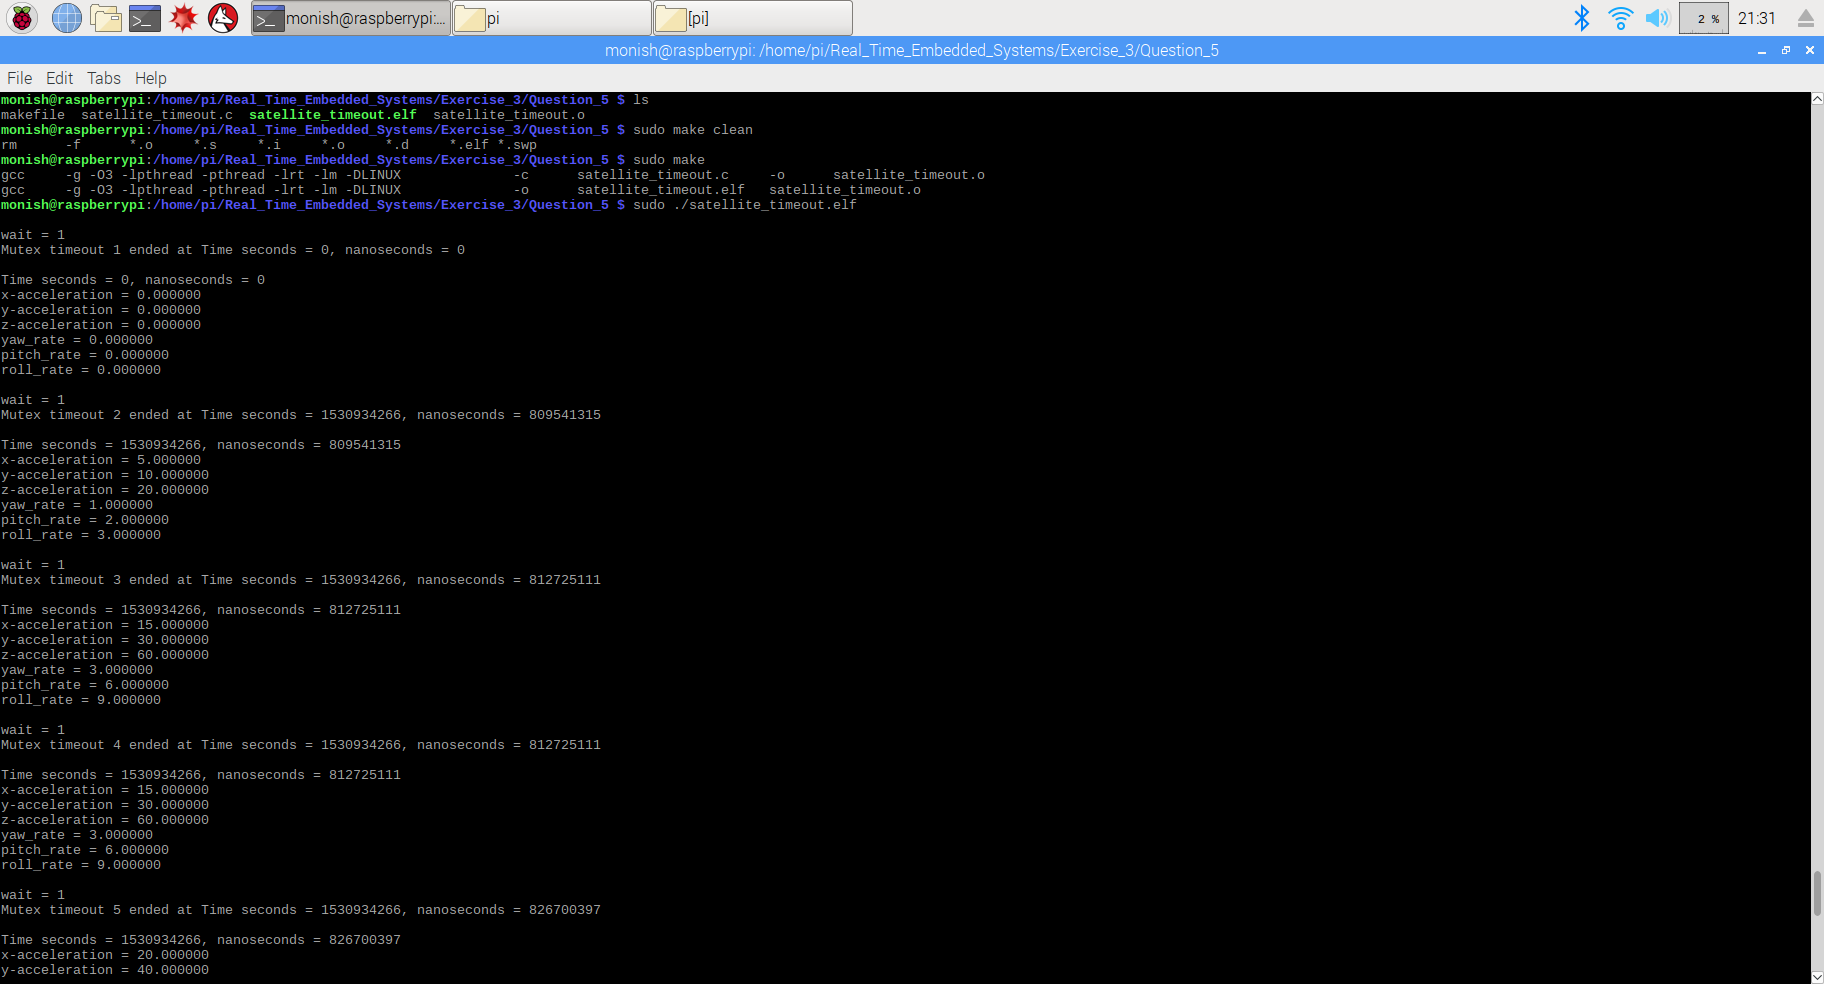 monish@raspberrypi:... pi [pi] 2 % 21:31
monish@raspberrypi: /home/pi/Real_Time_Embedded_Systems/Exercise_3/Question_5
File Edit Tabs Help
monish@raspberrypi:/home/pi/Real_Time_Embedded_Systems/Exercise_3/Question_5 $ ls
makefile  satellite_timeout.c  satellite_timeout.elf  satellite_timeout.o
monish@raspberrypi:/home/pi/Real_Time_Embedded_Systems/Exercise_3/Question_5 $ sudo make clean
rm      -f      *.o     *.s     *.i     *.o     *.d     *.elf *.swp
monish@raspberrypi:/home/pi/Real_Time_Embedded_Systems/Exercise_3/Question_5 $ sudo make
gcc     -g -O3 -lpthread -pthread -lrt -lm -DLINUX              -c      satellite_timeout.c     -o      satellite_timeout.o
gcc     -g -O3 -lpthread -pthread -lrt -lm -DLINUX              -o      satellite_timeout.elf   satellite_timeout.o
monish@raspberrypi:/home/pi/Real_Time_Embedded_Systems/Exercise_3/Question_5 $ sudo ./satellite_timeout.elf
wait = 1
Mutex timeout 1 ended at Time seconds = 0, nanoseconds = 0
Time seconds = 0, nanoseconds = 0
x-acceleration = 0.000000
y-acceleration = 0.000000
z-acceleration = 0.000000
yaw_rate = 0.000000
pitch_rate = 0.000000
roll_rate = 0.000000
wait = 1
Mutex timeout 2 ended at Time seconds = 1530934266, nanoseconds = 809541315
Time seconds = 1530934266, nanoseconds = 809541315
x-acceleration = 5.000000
y-acceleration = 10.000000
z-acceleration = 20.000000
yaw_rate = 1.000000
pitch_rate = 2.000000
roll_rate = 3.000000
wait = 1
Mutex timeout 3 ended at Time seconds = 1530934266, nanoseconds = 812725111
Time seconds = 1530934266, nanoseconds = 812725111
x-acceleration = 15.000000
y-acceleration = 30.000000
z-acceleration = 60.000000
yaw_rate = 3.000000
pitch_rate = 6.000000
roll_rate = 9.000000
wait = 1
Mutex timeout 4 ended at Time seconds = 1530934266, nanoseconds = 812725111
Time seconds = 1530934266, nanoseconds = 812725111
x-acceleration = 15.000000
y-acceleration = 30.000000
z-acceleration = 60.000000
yaw_rate = 3.000000
pitch_rate = 6.000000
roll_rate = 9.000000
wait = 1
Mutex timeout 5 ended at Time seconds = 1530934266, nanoseconds = 826700397
Time seconds = 1530934266, nanoseconds = 826700397
x-acceleration = 20.000000
y-acceleration = 40.000000